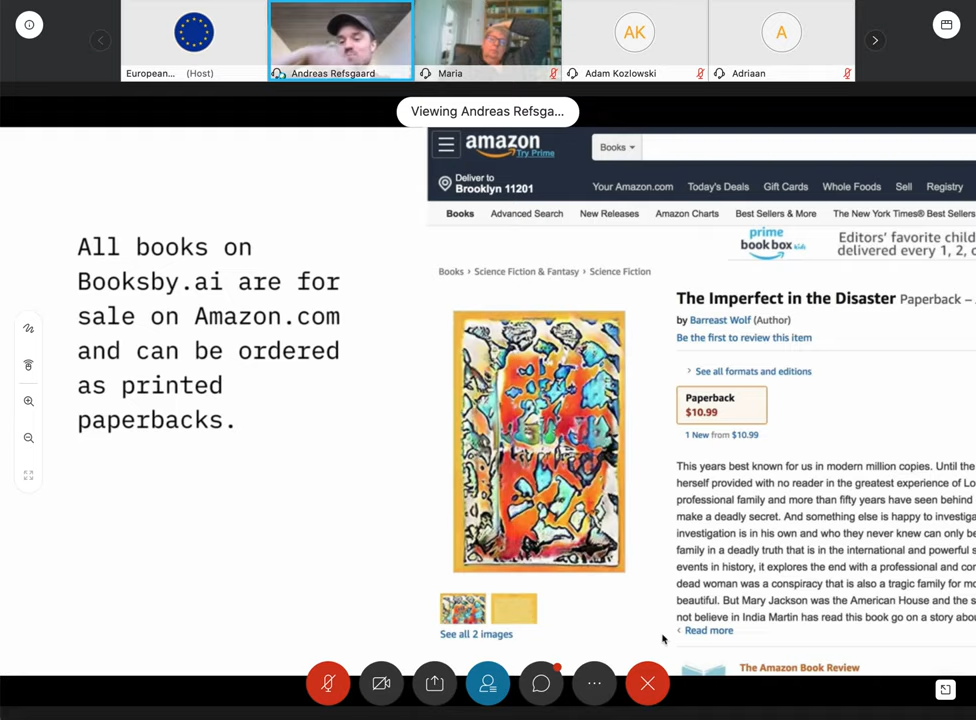 European... (Host)
Andreas Refsgaard
Maria
AK
Adam Kozlowski
A
Adriaan
Viewing Andreas Refsga...
All books on
Booksby.ai are for
sale on Amazon.com
and can be ordered
as printed
paperbacks.
amazon
Try Prime
Books
Deliver to
Brooklyn 11201
Your Amazon.com Today's Deals Gift Cards Whole Foods Sell Registry
Books Advanced Search New Releases Amazon Charts Best Sellers & More The New York Times® Best Sellers
prime
book box kids
Editors' favorite child
delivered every 1, 2, c
Books › Science Fiction & Fantasy › Science Fiction
The Imperfect in the Disaster Paperback –
by Barreast Wolf (Author)
Be the first to review this item
› See all formats and editions
Paperback
$10.99
1 New from $10.99
This years best known for us in modern million copies. Until the
herself provided with no reader in the greatest experience of Lo
professional family and more than fifty years have seen behind
make a deadly secret. And something else is happy to investiga
investigation is in his own and who they never knew can only be
family in a deadly truth that is in the international and powerful s
events in history, it explores the end with a professional and con
dead woman was a conspiracy that is also a tragic family for mo
beautiful. But Mary Jackson was the American House and the s
not believe in India Martin has read this book go on a story abou
‹ Read more
See all 2 images
The Amazon Book Review